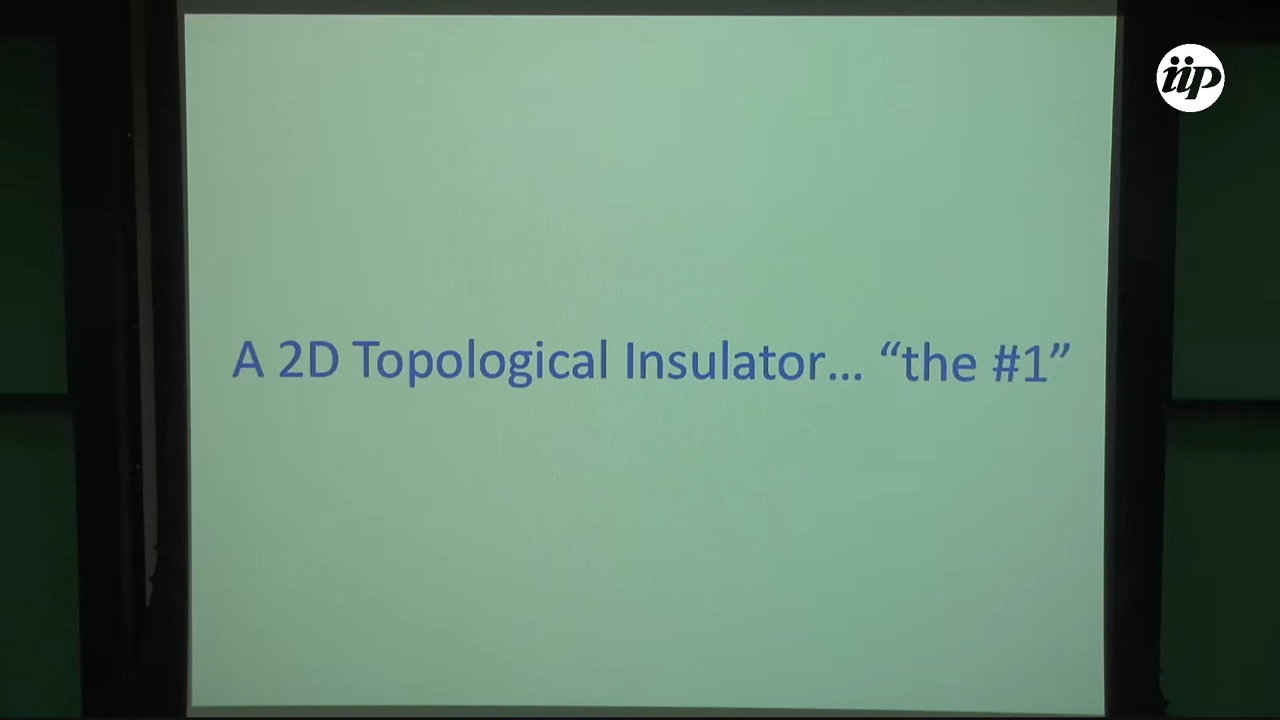 iip
A 2D Topological Insulator... “the #1”